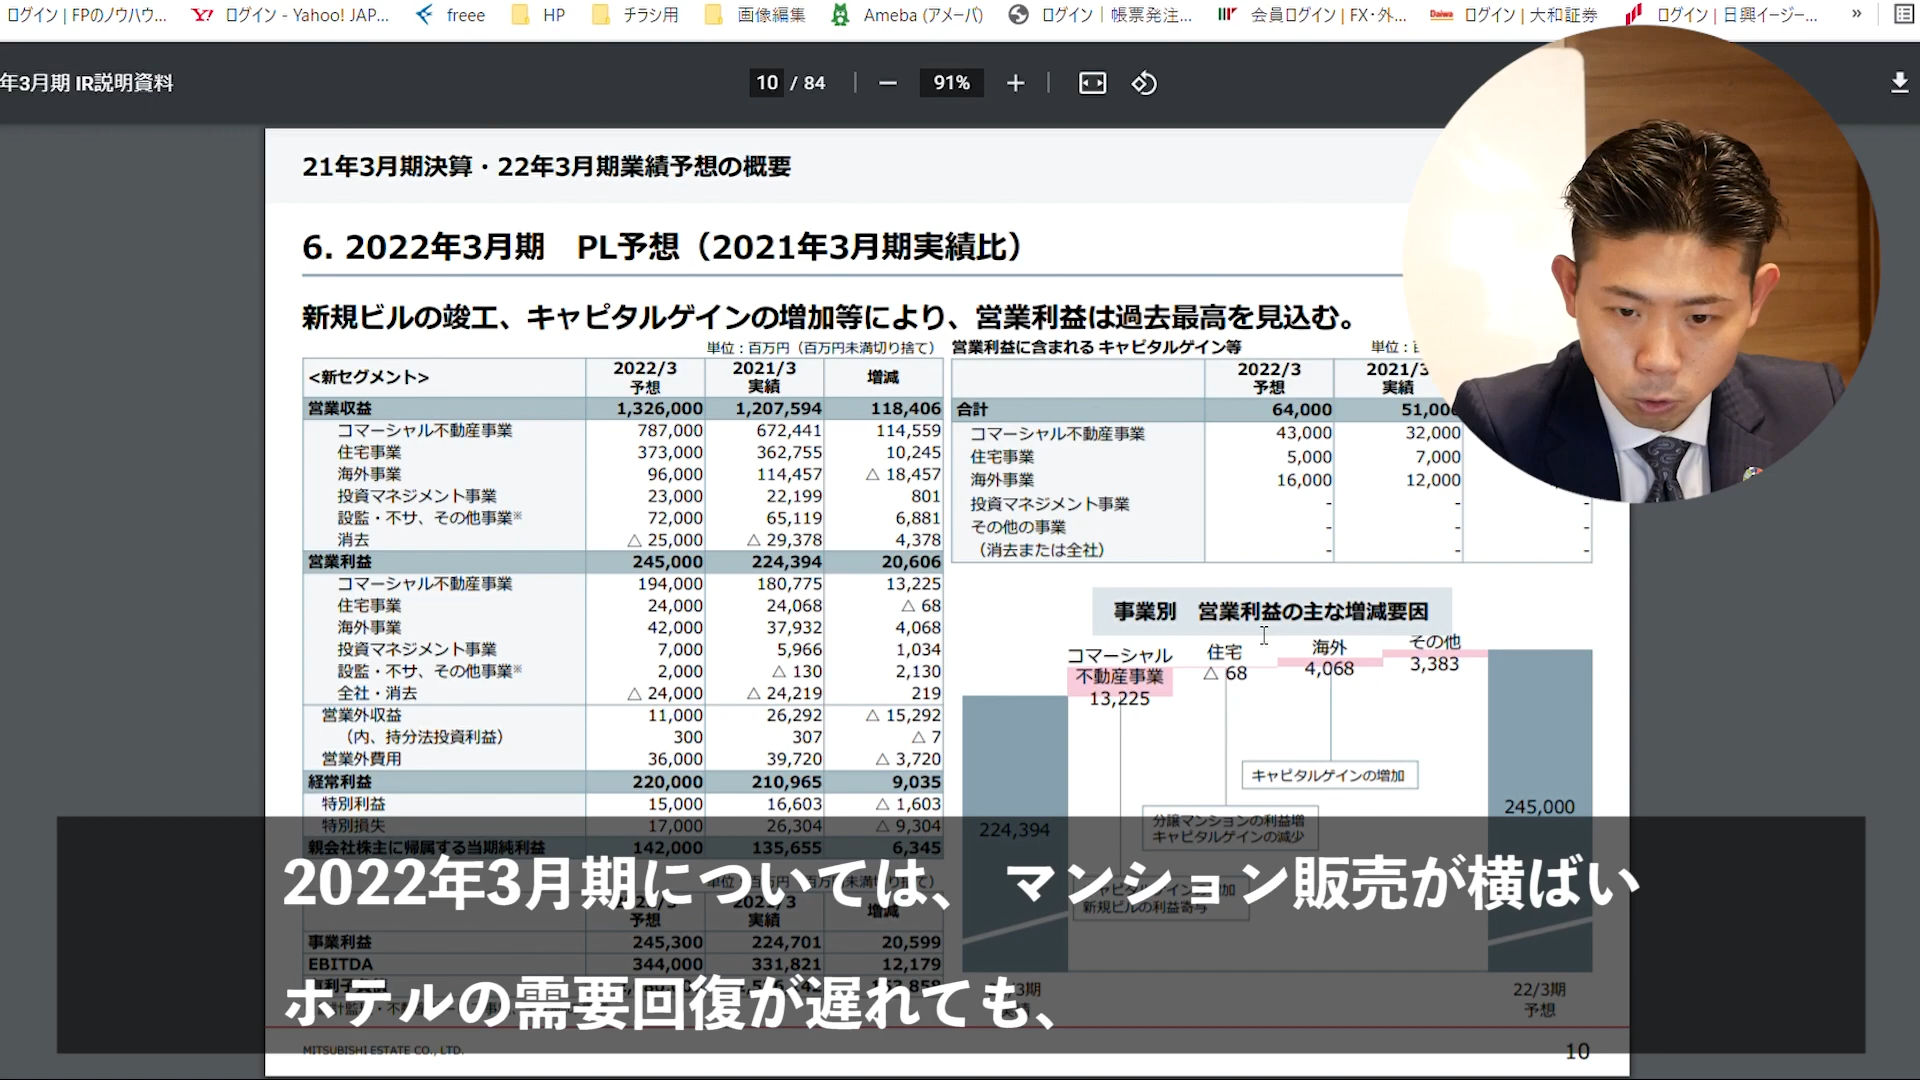 ログイン | FPのノウハウ... ログイン - Yahoo! JAP... freee HP チラシ用 画像編集 Ameba (アメーバ) ログイン | 帳票発注... 会員ログイン | FX・外... Daiwa ログイン | 大和証券 ログイン | 日興イージー... »
年3月期 IR説明資料
10 / 84
91%
21年3月期決算・22年3月期業績予想の概要
6. 2022年3月期 PL予想（2021年3月期実績比）
新規ビルの竣工、キャピタルゲインの増加等により、営業利益は過去最高を見込む。
単位：百万円（百万円未満切り捨て）
<新セグメント> 2022/3 予想 2021/3 実績 増減
営業収益 1,326,000 1,207,594 118,406
コマーシャル不動産事業 787,000 672,441 114,559
住宅事業 373,000 362,755 10,245
海外事業 96,000 114,457 △ 18,457
投資マネジメント事業 23,000 22,199 801
設監・不サ、その他事業※ 72,000 65,119 6,881
消去 △ 25,000 △ 29,378 4,378
営業利益 245,000 224,394 20,606
コマーシャル不動産事業 194,000 180,775 13,225
住宅事業 24,000 24,068 △ 68
海外事業 42,000 37,932 4,068
投資マネジメント事業 7,000 5,966 1,034
設監・不サ、その他事業※ 2,000 △ 130 2,130
全社・消去 △ 24,000 △ 24,219 219
営業外収益 11,000 26,292 △ 15,292
（内、持分法投資利益） 300 307 △ 7
営業外費用 36,000 39,720 △ 3,720
経常利益 220,000 210,965 9,035
特別利益 15,000 16,603 △ 1,603
特別損失 17,000 26,304 △ 9,304
親会社株主に帰属する当期純利益 142,000 135,655 6,345
予想 実績 増減
事業利益 245,300 224,701 20,599
EBITDA 344,000 331,821 12,179
営業利益に含まれる キャピタルゲイン等
単位：
2022/3 予想 2021/3 実績
合計 64,000 51,000
コマーシャル不動産事業 43,000 32,000
住宅事業 5,000 7,000
海外事業 16,000 12,000
投資マネジメント事業 - - -
その他の事業 - - -
（消去または全社） - - -
事業別 営業利益の主な増減要因
コマーシャル
不動産事業
13,225
住宅
△ 68
海外
4,068
その他
3,383
キャピタルゲインの増加
分譲マンションの利益増
キャピタルゲインの減少
新規ビルの利益寄与
224,394
245,000
22/3期
予想
2022年3月期については、 マンション販売が横ばい
ホテルの需要回復が遅れても、
MITSUBISHI ESTATE CO., LTD.
10